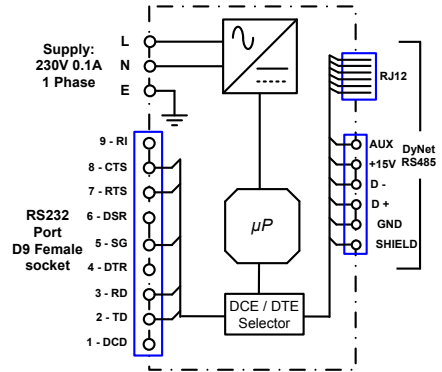 Supply:
230V 0.1A
1 Phase
L
N
E
RJ12
9 - RI
8 - CTS
7 - RTS
6 - DSR
5 - SG
4 - DTR
3 - RD
2 - TD
1 - DCD
RS232
Port
D9 Female
socket
µP
DCE / DTE
Selector
AUX
+15V
D -
D +
GND
SHIELD
DyNet
RS485